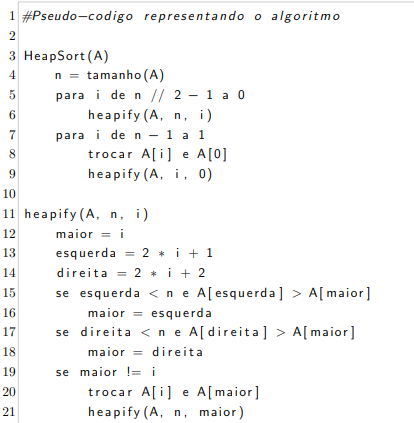 1 #Pseudo-codigo representando o algoritmo
2
3 HeapSort(A)
4 n = tamanho(A)
5 para i de n // 2 - 1 a 0
6 heapify(A, n, i)
7 para i de n - 1 a 1
8 trocar A[i] e A[0]
9 heapify(A, i, 0)
10
11 heapify(A, n, i)
12 maior = i
13 esquerda = 2 * i + 1
14 direita = 2 * i + 2
15 se esquerda < n e A[esquerda] > A[maior]
16 maior = esquerda
17 se direita < n e A[direita] > A[maior]
18 maior = direita
19 se maior != i
20 trocar A[i] e A[maior]
21 heapify(A, n, maior)